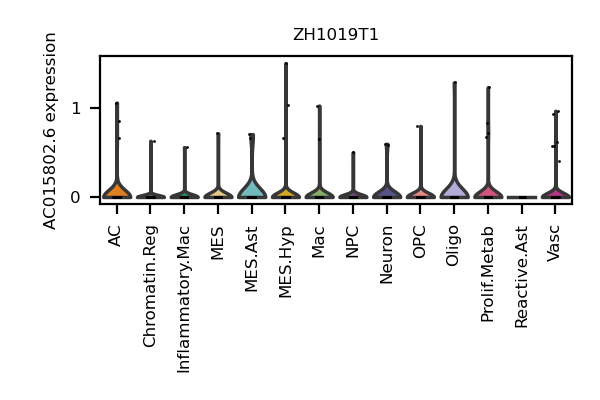 ZH1019T1
AC015802.6 expression
1
0
AC
Chromatin.Reg
Inflammatory.Mac
MES
MES.Ast
MES.Hyp
Mac
NPC
Neuron
OPC
Oligo
Prolif.Metab
Reactive.Ast
Vasc